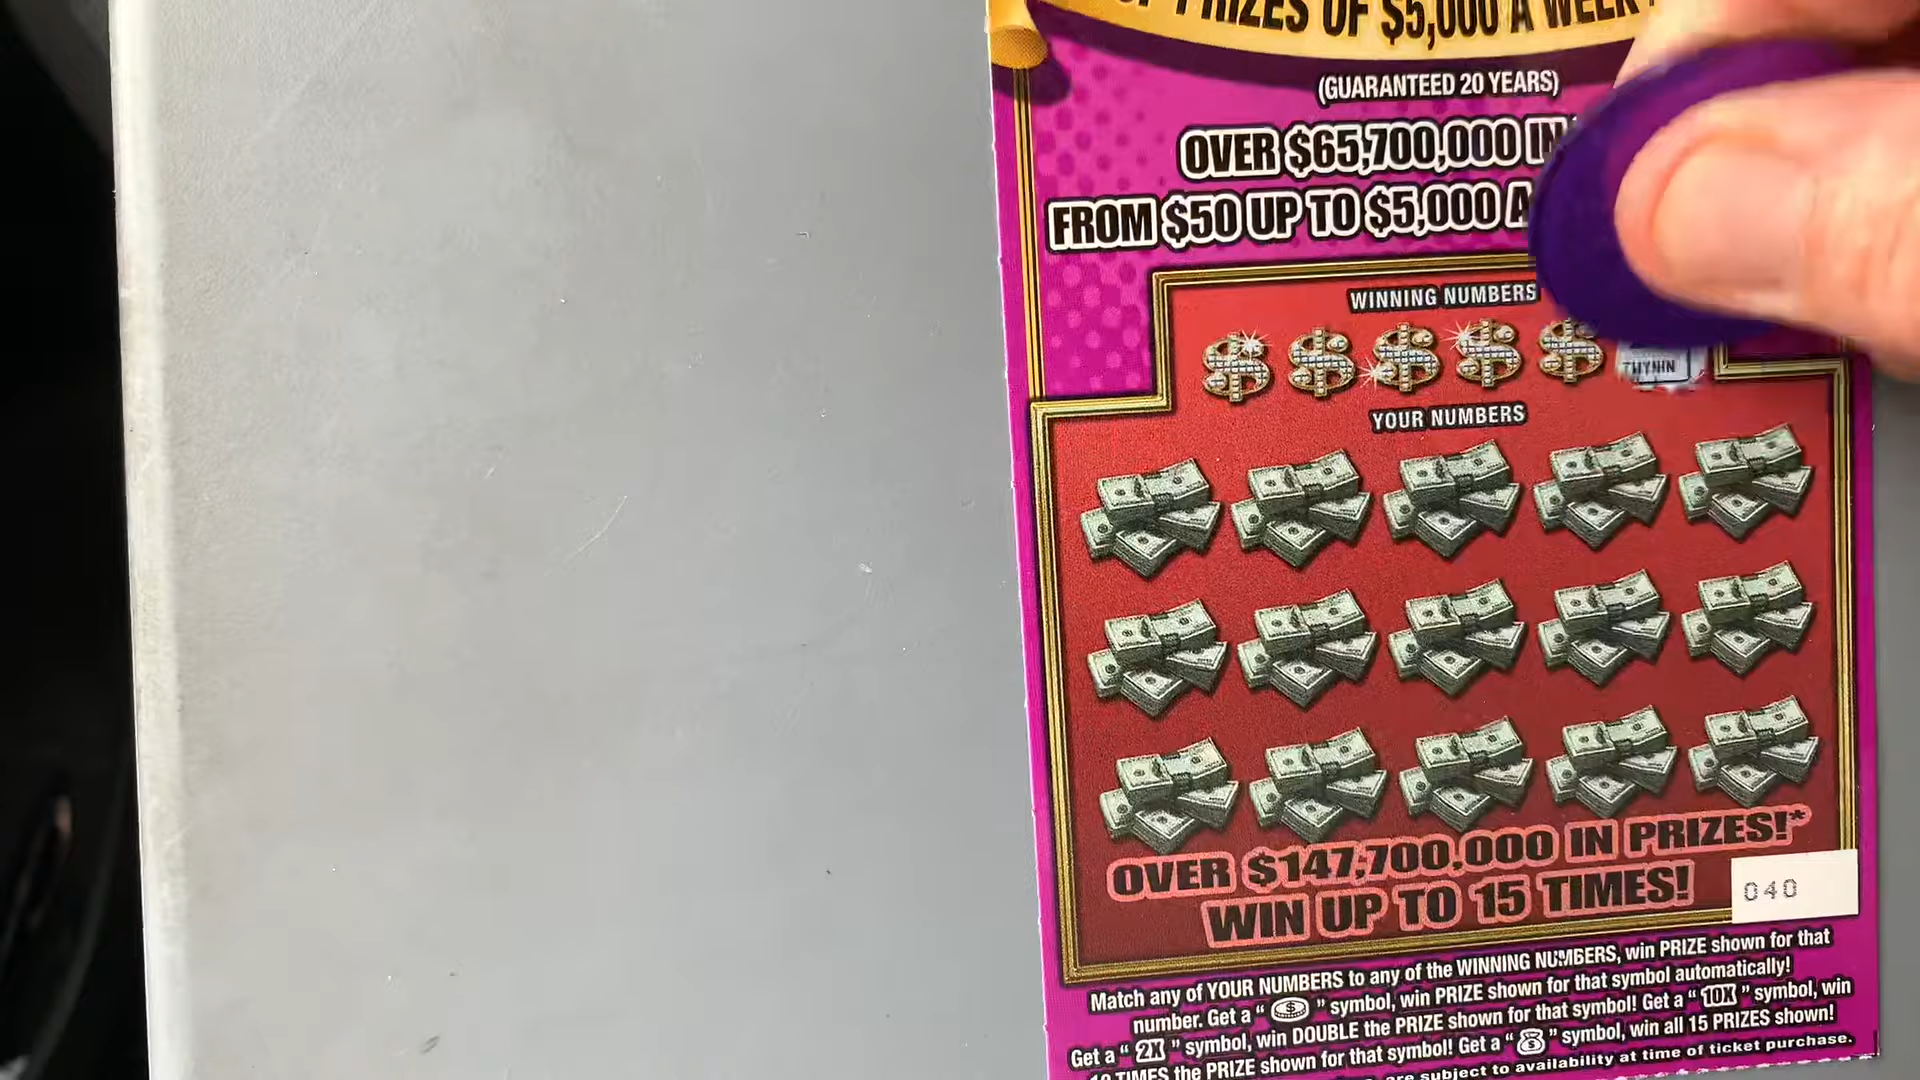 PRIZES OF $5,000 A WEEK
(GUARANTEED 20 YEARS)
OVER $65,700,000 IN
FROM $50 UP TO $5,000 A
WINNING NUMBERS
YOUR NUMBERS
OVER $147,700,000 IN PRIZES!*
WIN UP TO 15 TIMES!
040
Match any of YOUR NUMBERS to any of the WINNING NUMBERS, win PRIZE shown for that
number. Get a " " symbol, win PRIZE shown for that symbol automatically!
Get a " 2X " symbol, win DOUBLE the PRIZE shown for that symbol! Get a " 10X " symbol, win
10 TIMES the PRIZE shown for that symbol! Get a " " symbol, win all 15 PRIZES shown!
are subject to availability at time of ticket purchase.